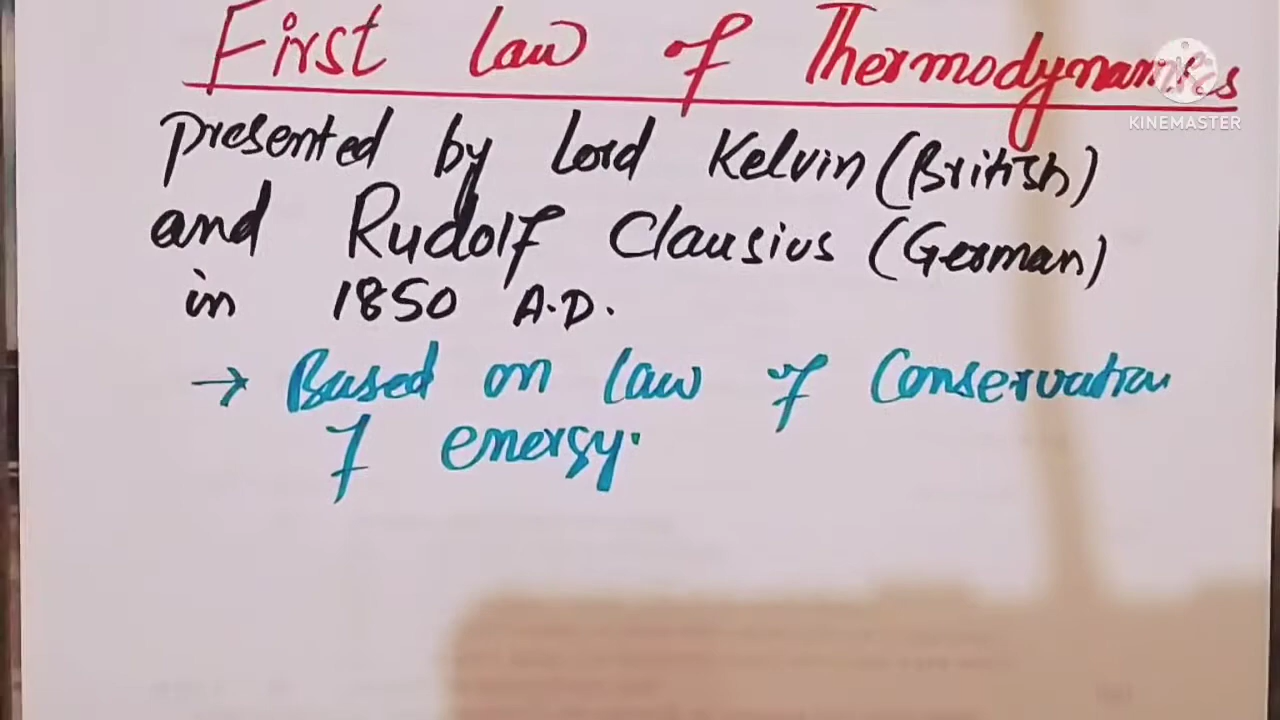 First law of Thermodynamics
KINEMASTER
presented by Lord Kelvin (British)
and Rudolf Clausius (German)
in 1850 A.D.
→ Based on law of Conservation
of energy.